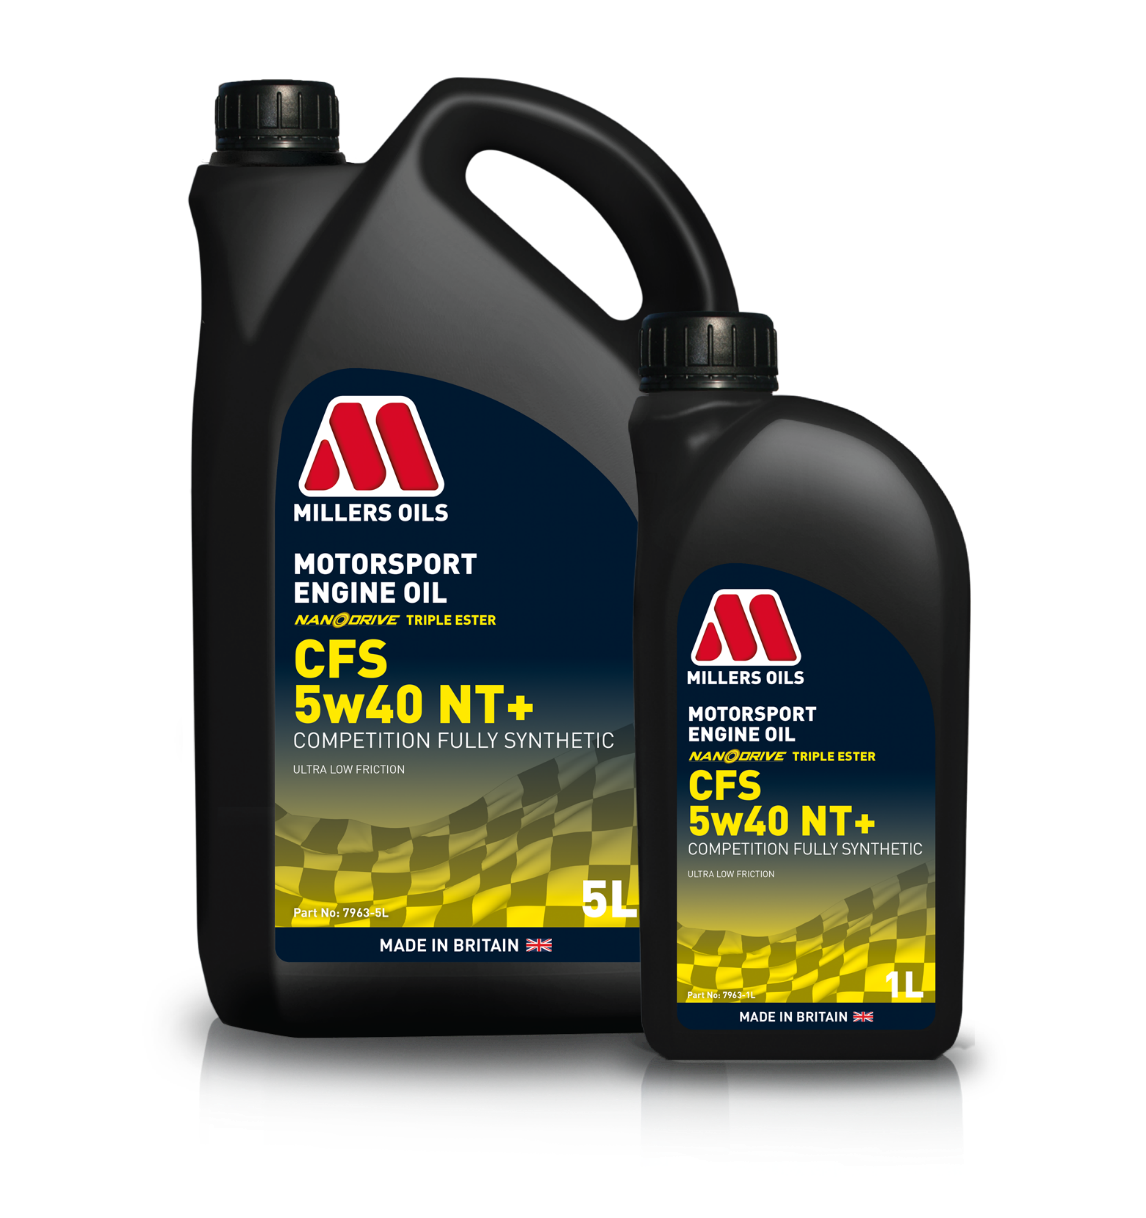 MILLERS OILS
MOTORSPORT
ENGINE OIL
NANODRIVE TRIPLE ESTER
CFS
5w40 NT+
COMPETITION FULLY SYNTHETIC
ULTRA LOW FRICTION
5L
Part No: 7963-5L
MADE IN BRITAIN
MILLERS OILS
MOTORSPORT
ENGINE OIL
NANODRIVE TRIPLE ESTER
CFS
5w40 NT+
COMPETITION FULLY SYNTHETIC
ULTRA LOW FRICTION
1L
Part No: 7963-1L
MADE IN BRITAIN